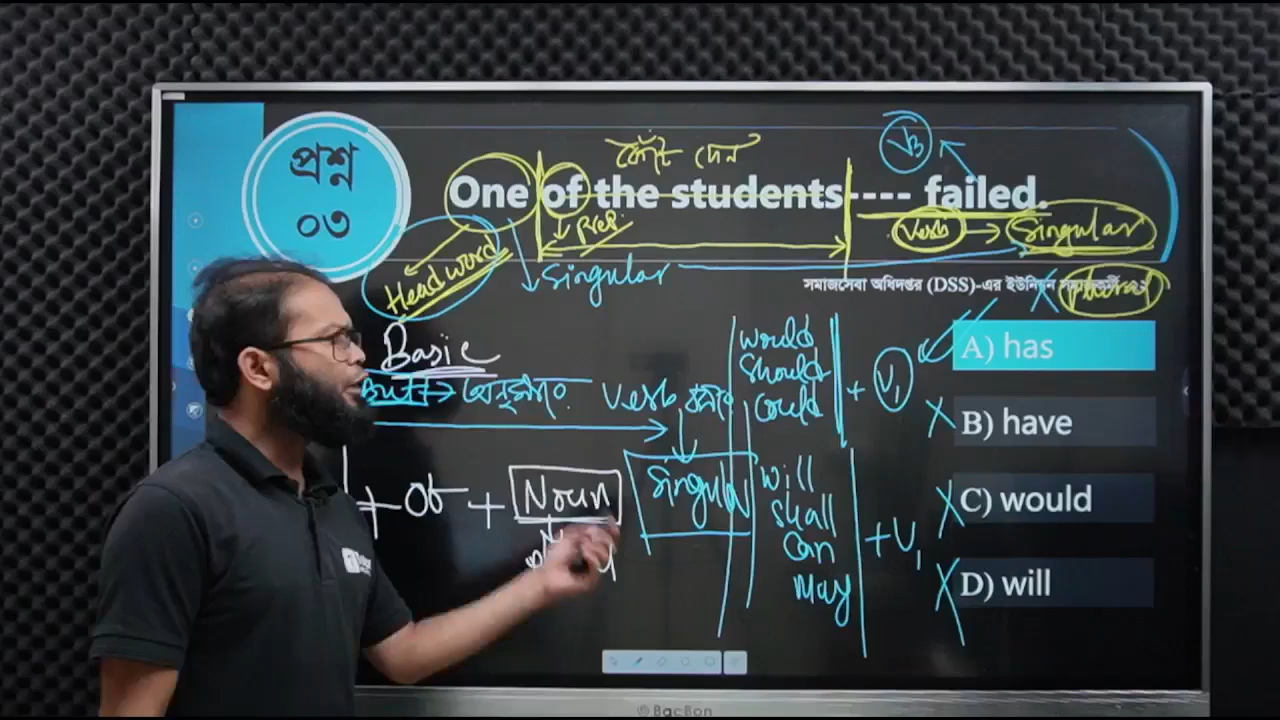 প্রশ্ন
০৩
কেটে দেন
V3
One of the students ---- failed.
Prep.
Verb → Singular
Head word
Singular
সমাজসেবা অধিদপ্তর (DSS)-এর ইউনিয়ন
X Plural
Basic
would
should
could
+ V1
A) has
Verb
X B) have
+ of + Noun
Singular
will
shall
can
may
+ V1
X C) would
X D) will
BacBon